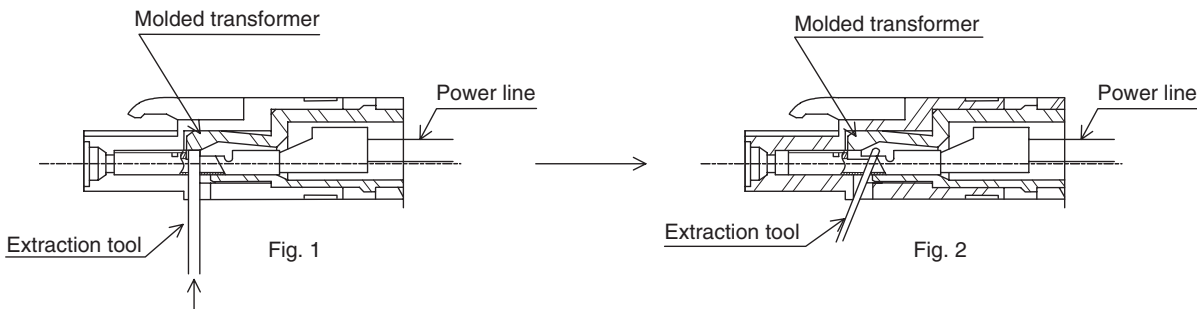 Molded transformer
Power line
Extraction tool
Fig. 1
Molded transformer
Power line
Extraction tool
Fig. 2